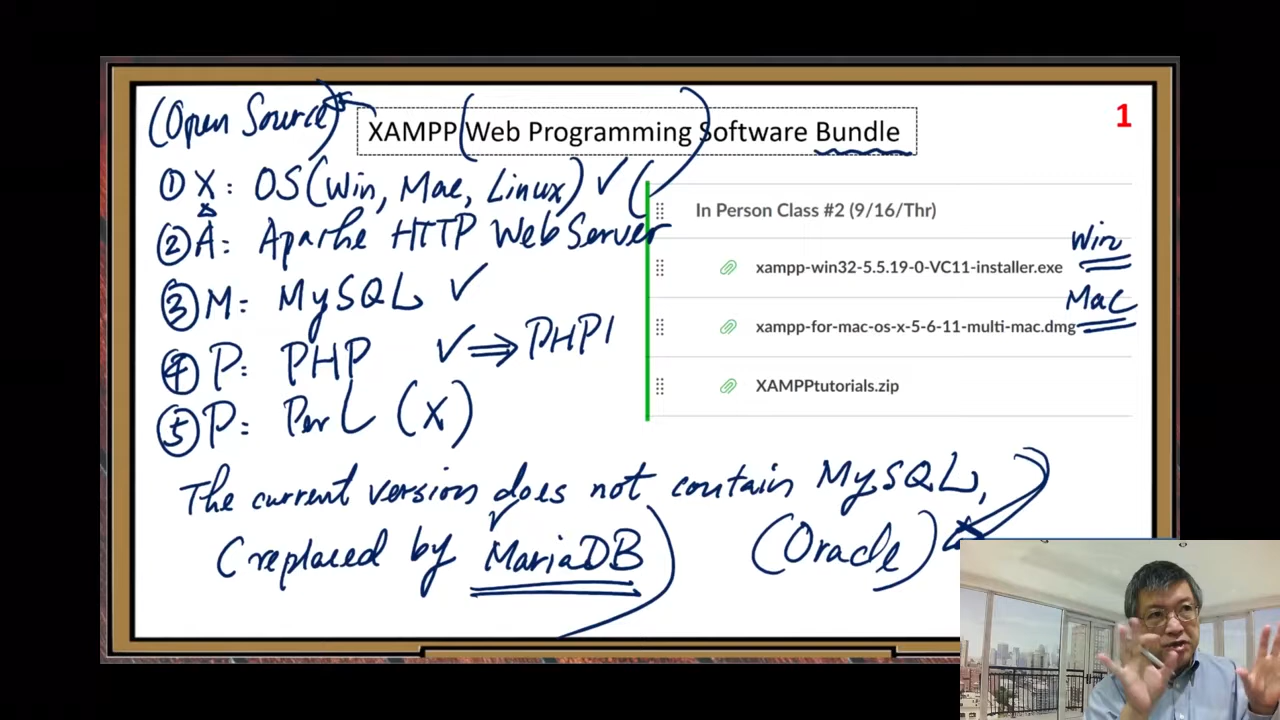 (Open Source)
XAMPP (Web Programming) Software Bundle
1
① X: OS (Win, Mac, Linux) ✓
② A: Apache HTTP WebServer
③ M: MySQL ✓
④ P: PHP ✓ ⇒ PHP1
⑤ P: PerL (X)
In Person Class #2 (9/16/Thr)
Win
xampp-win32-5.5.19-0-VC11-installer.exe
Mac
xampp-for-mac-os-x-5-6-11-multi-mac.dmg
XAMPPtutorials.zip
The current version does not contain MySQL,
(replaced by MariaDB) (Oracle)